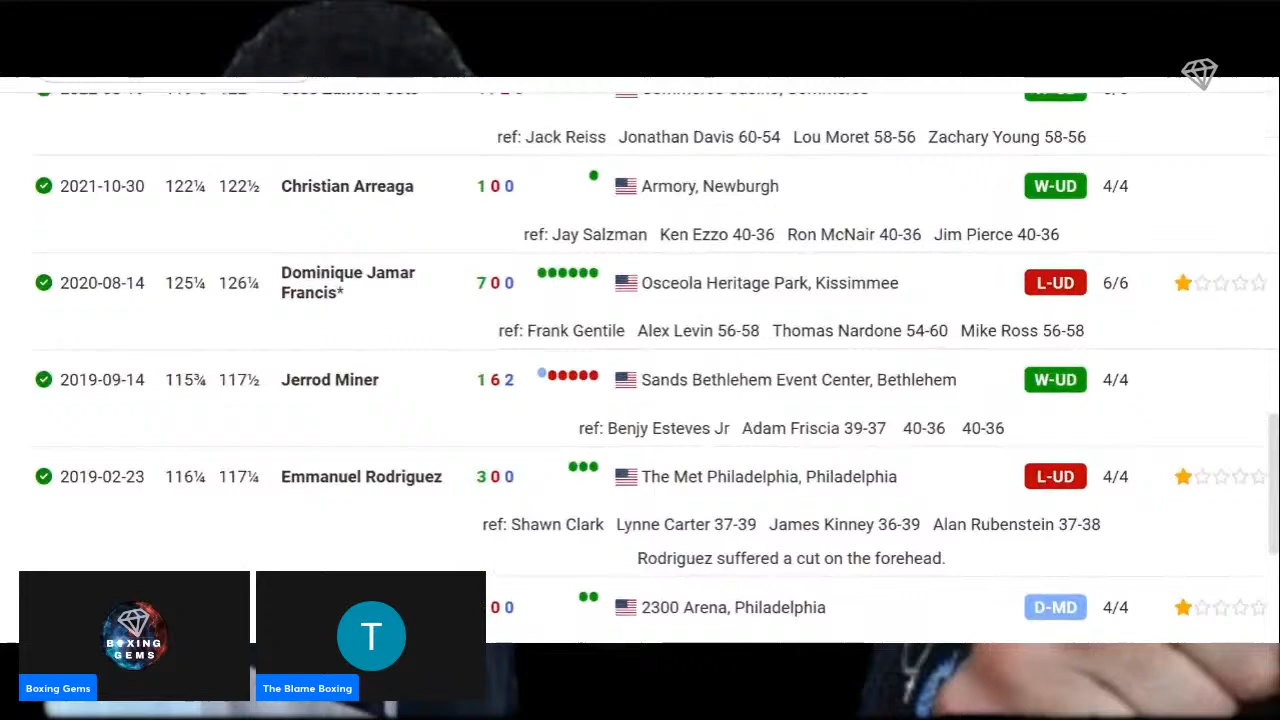 ref: Jack Reiss Jonathan Davis 60-54 Lou Moret 58-56 Zachary Young 58-56
2021-10-30 122¼ 122½ Christian Arreaga 1 0 0 Armory, Newburgh W-UD 4/4
ref: Jay Salzman Ken Ezzo 40-36 Ron McNair 40-36 Jim Pierce 40-36
2020-08-14 125¼ 126¼ Dominique Jamar Francis* 7 0 0 Osceola Heritage Park, Kissimmee L-UD 6/6
ref: Frank Gentile Alex Levin 56-58 Thomas Nardone 54-60 Mike Ross 56-58
2019-09-14 115¾ 117½ Jerrod Miner 1 6 2 Sands Bethlehem Event Center, Bethlehem W-UD 4/4
ref: Benjy Esteves Jr Adam Friscia 39-37 40-36 40-36
2019-02-23 116¼ 117¼ Emmanuel Rodriguez 3 0 0 The Met Philadelphia, Philadelphia L-UD 4/4
ref: Shawn Clark Lynne Carter 37-39 James Kinney 36-39 Alan Rubenstein 37-38
Rodriguez suffered a cut on the forehead.
0 0 2300 Arena, Philadelphia D-MD 4/4
BOXING
GEMS
T
Boxing Gems
The Blame Boxing